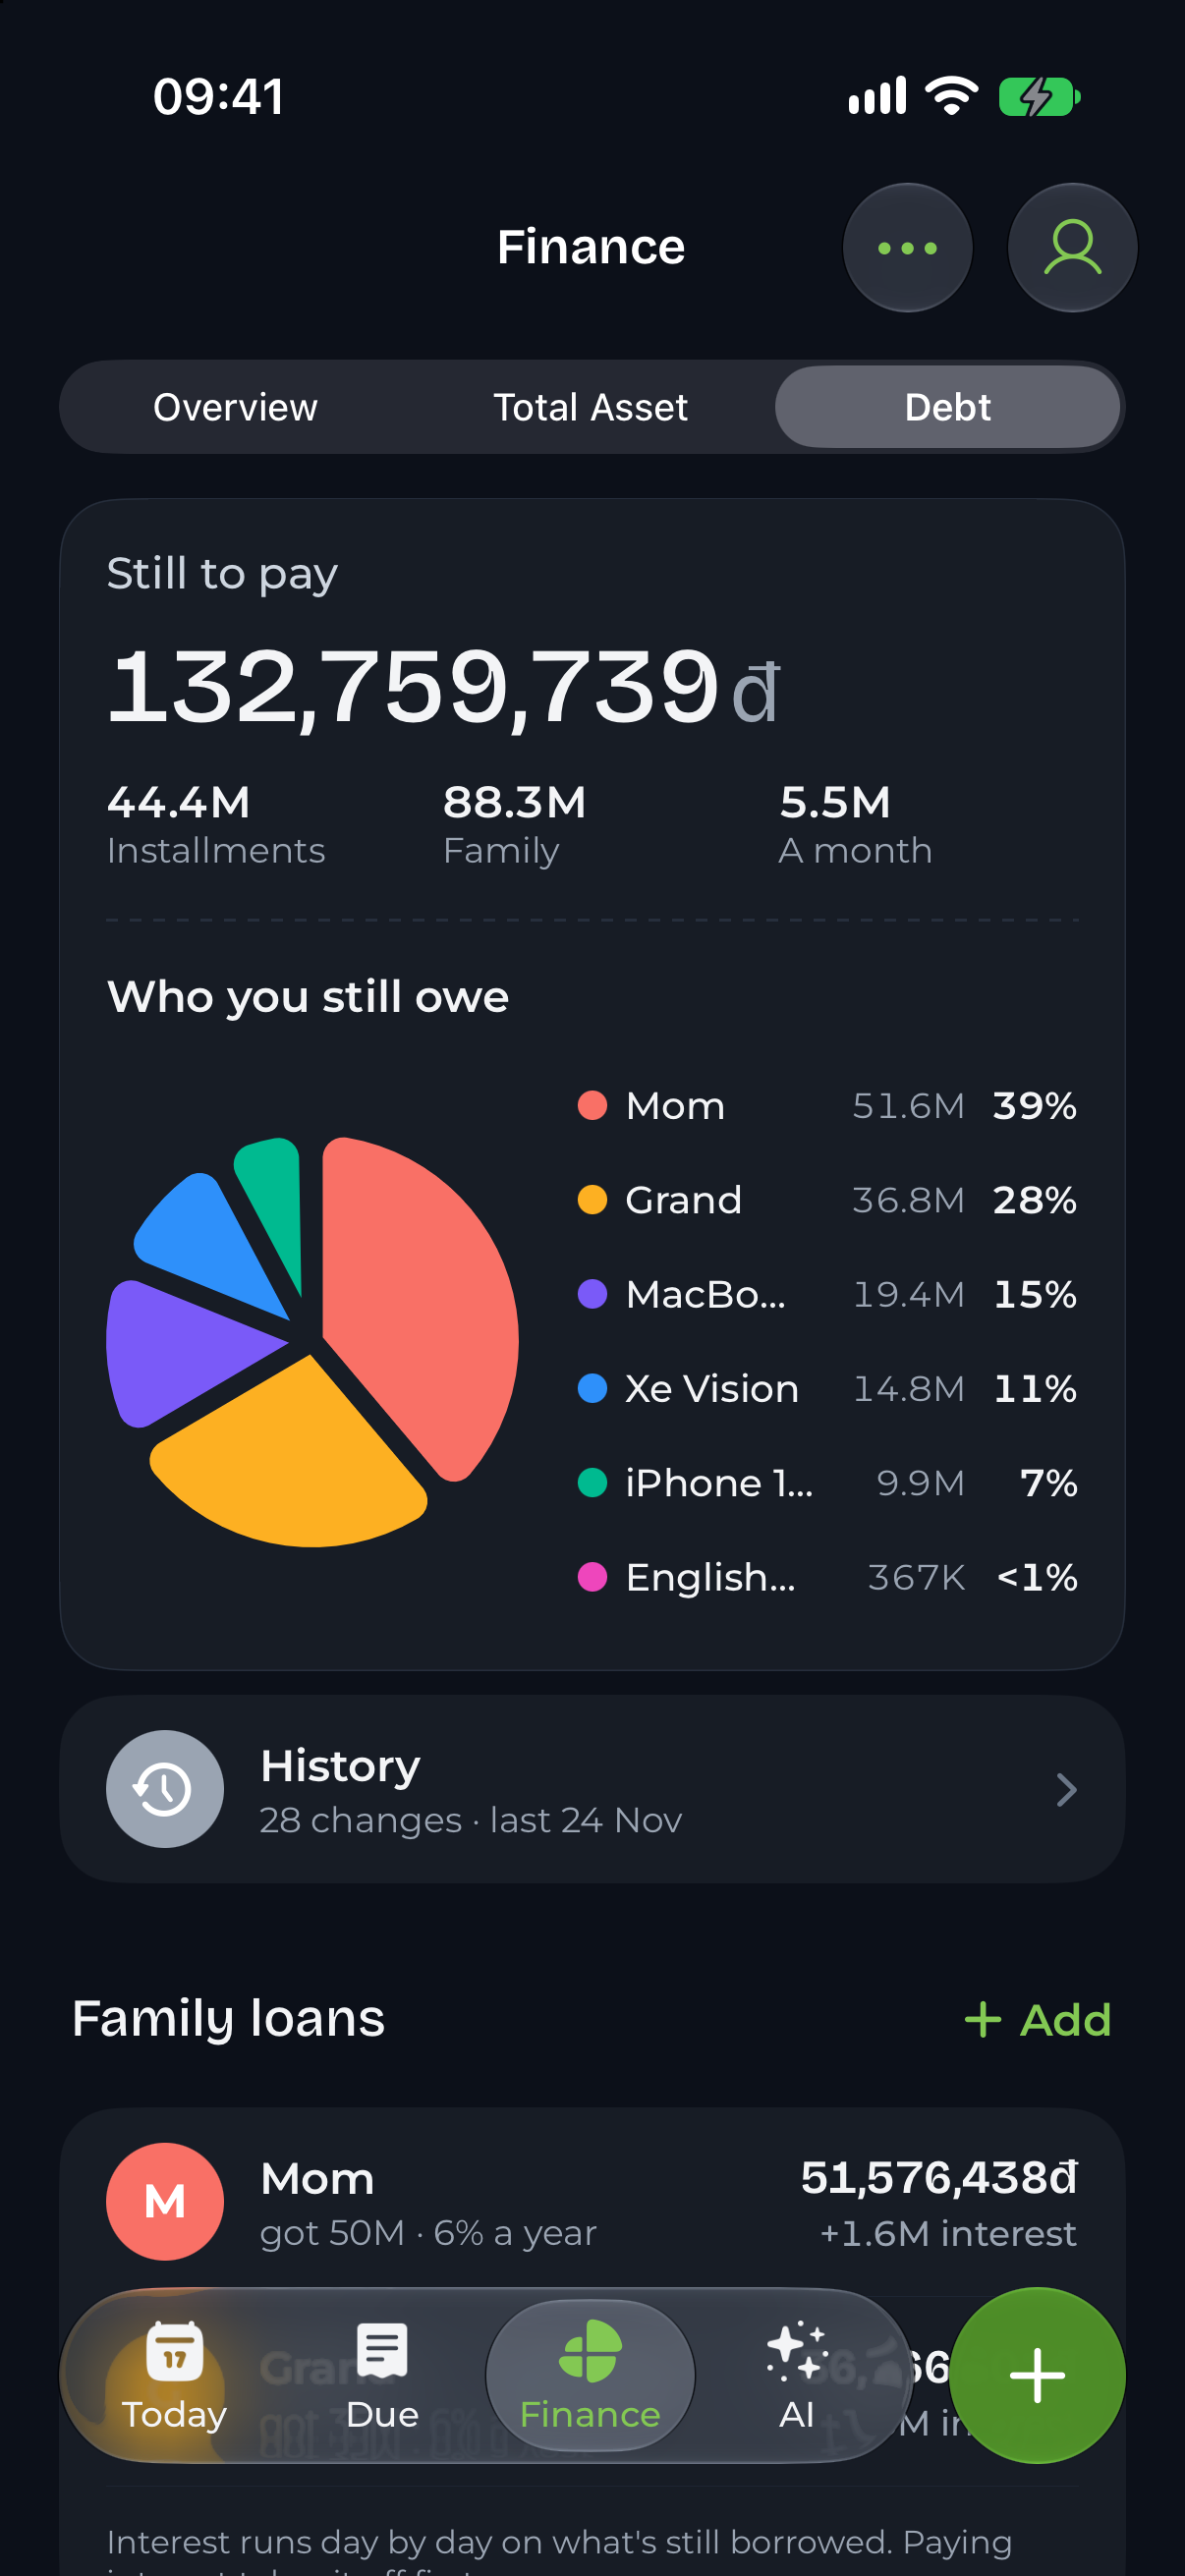 09:41
Finance
Overview
Total Asset
Debt
Still to pay
132,759,739đ
44.4M
Installments
88.3M
Family
5.5M
A month
Who you still owe
Mom 51.6M 39%
Grand 36.8M 28%
MacBo... 19.4M 15%
Xe Vision 14.8M 11%
iPhone 1... 9.9M 7%
English... 367K <1%
History
28 changes · last 24 Nov
Family loans
+ Add
M
Mom
51,576,438đ
got 50M · 6% a year
+1.6M interest
17
Today
Due
Finance
AI
Interest runs day by day on what's still borrowed. Paying